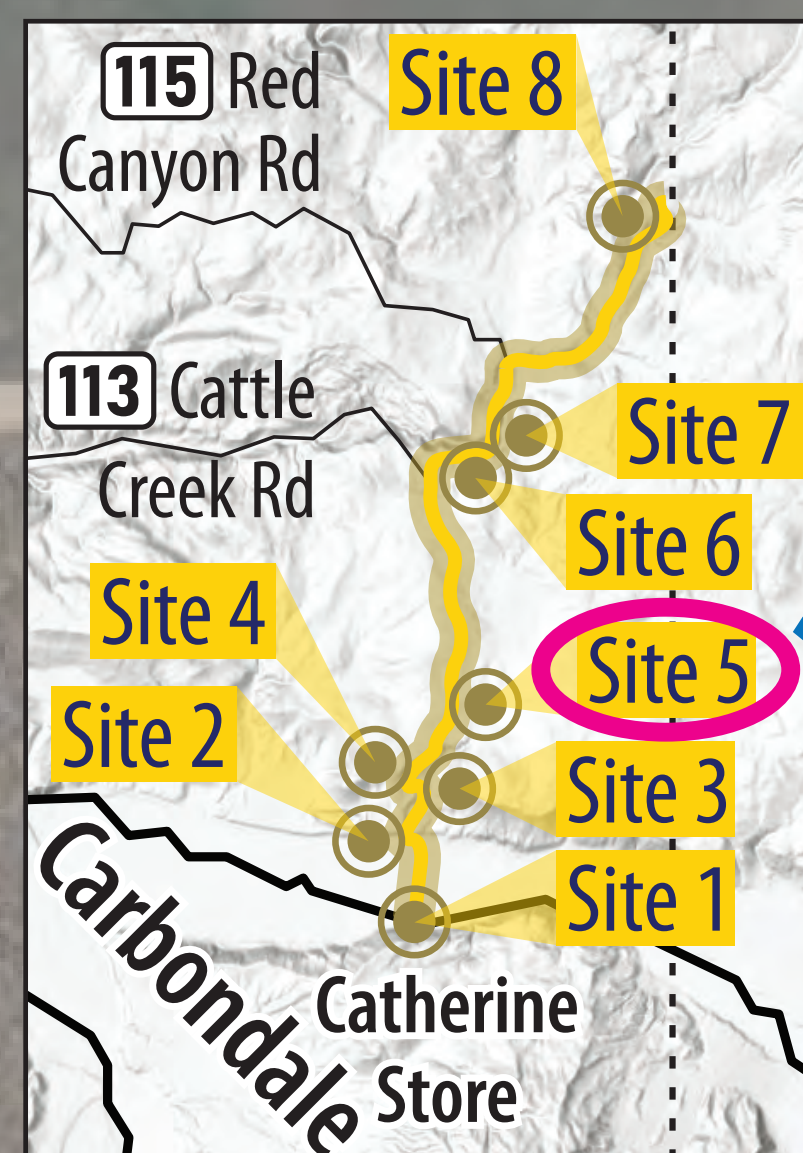 115 Red
Canyon Rd
Site 8
113 Cattle
Creek Rd
Site 7
Site 6
Site 4
Site 5
Site 2
Site 3
Site 1
Carbondale
Catherine
Store